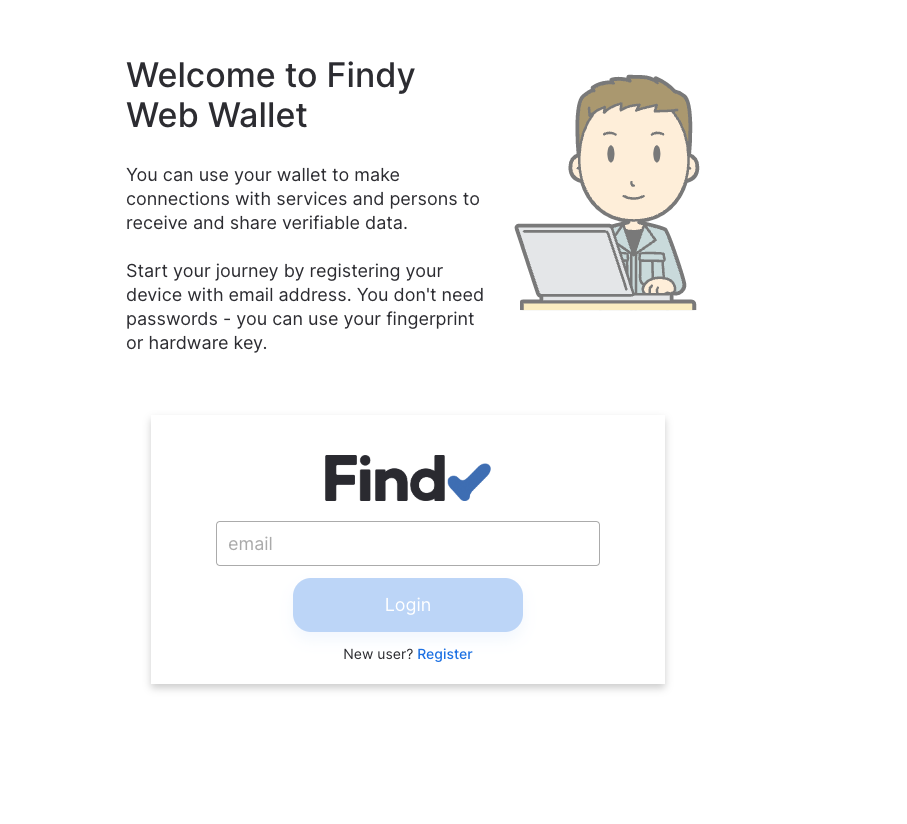 Welcome to Findy
Web Wallet
You can use your wallet to make
connections with services and persons to
receive and share verifiable data.
Start your journey by registering your
device with email address. You don't need
passwords - you can use your fingerprint
or hardware key.
Findy
email
Login
New user? Register